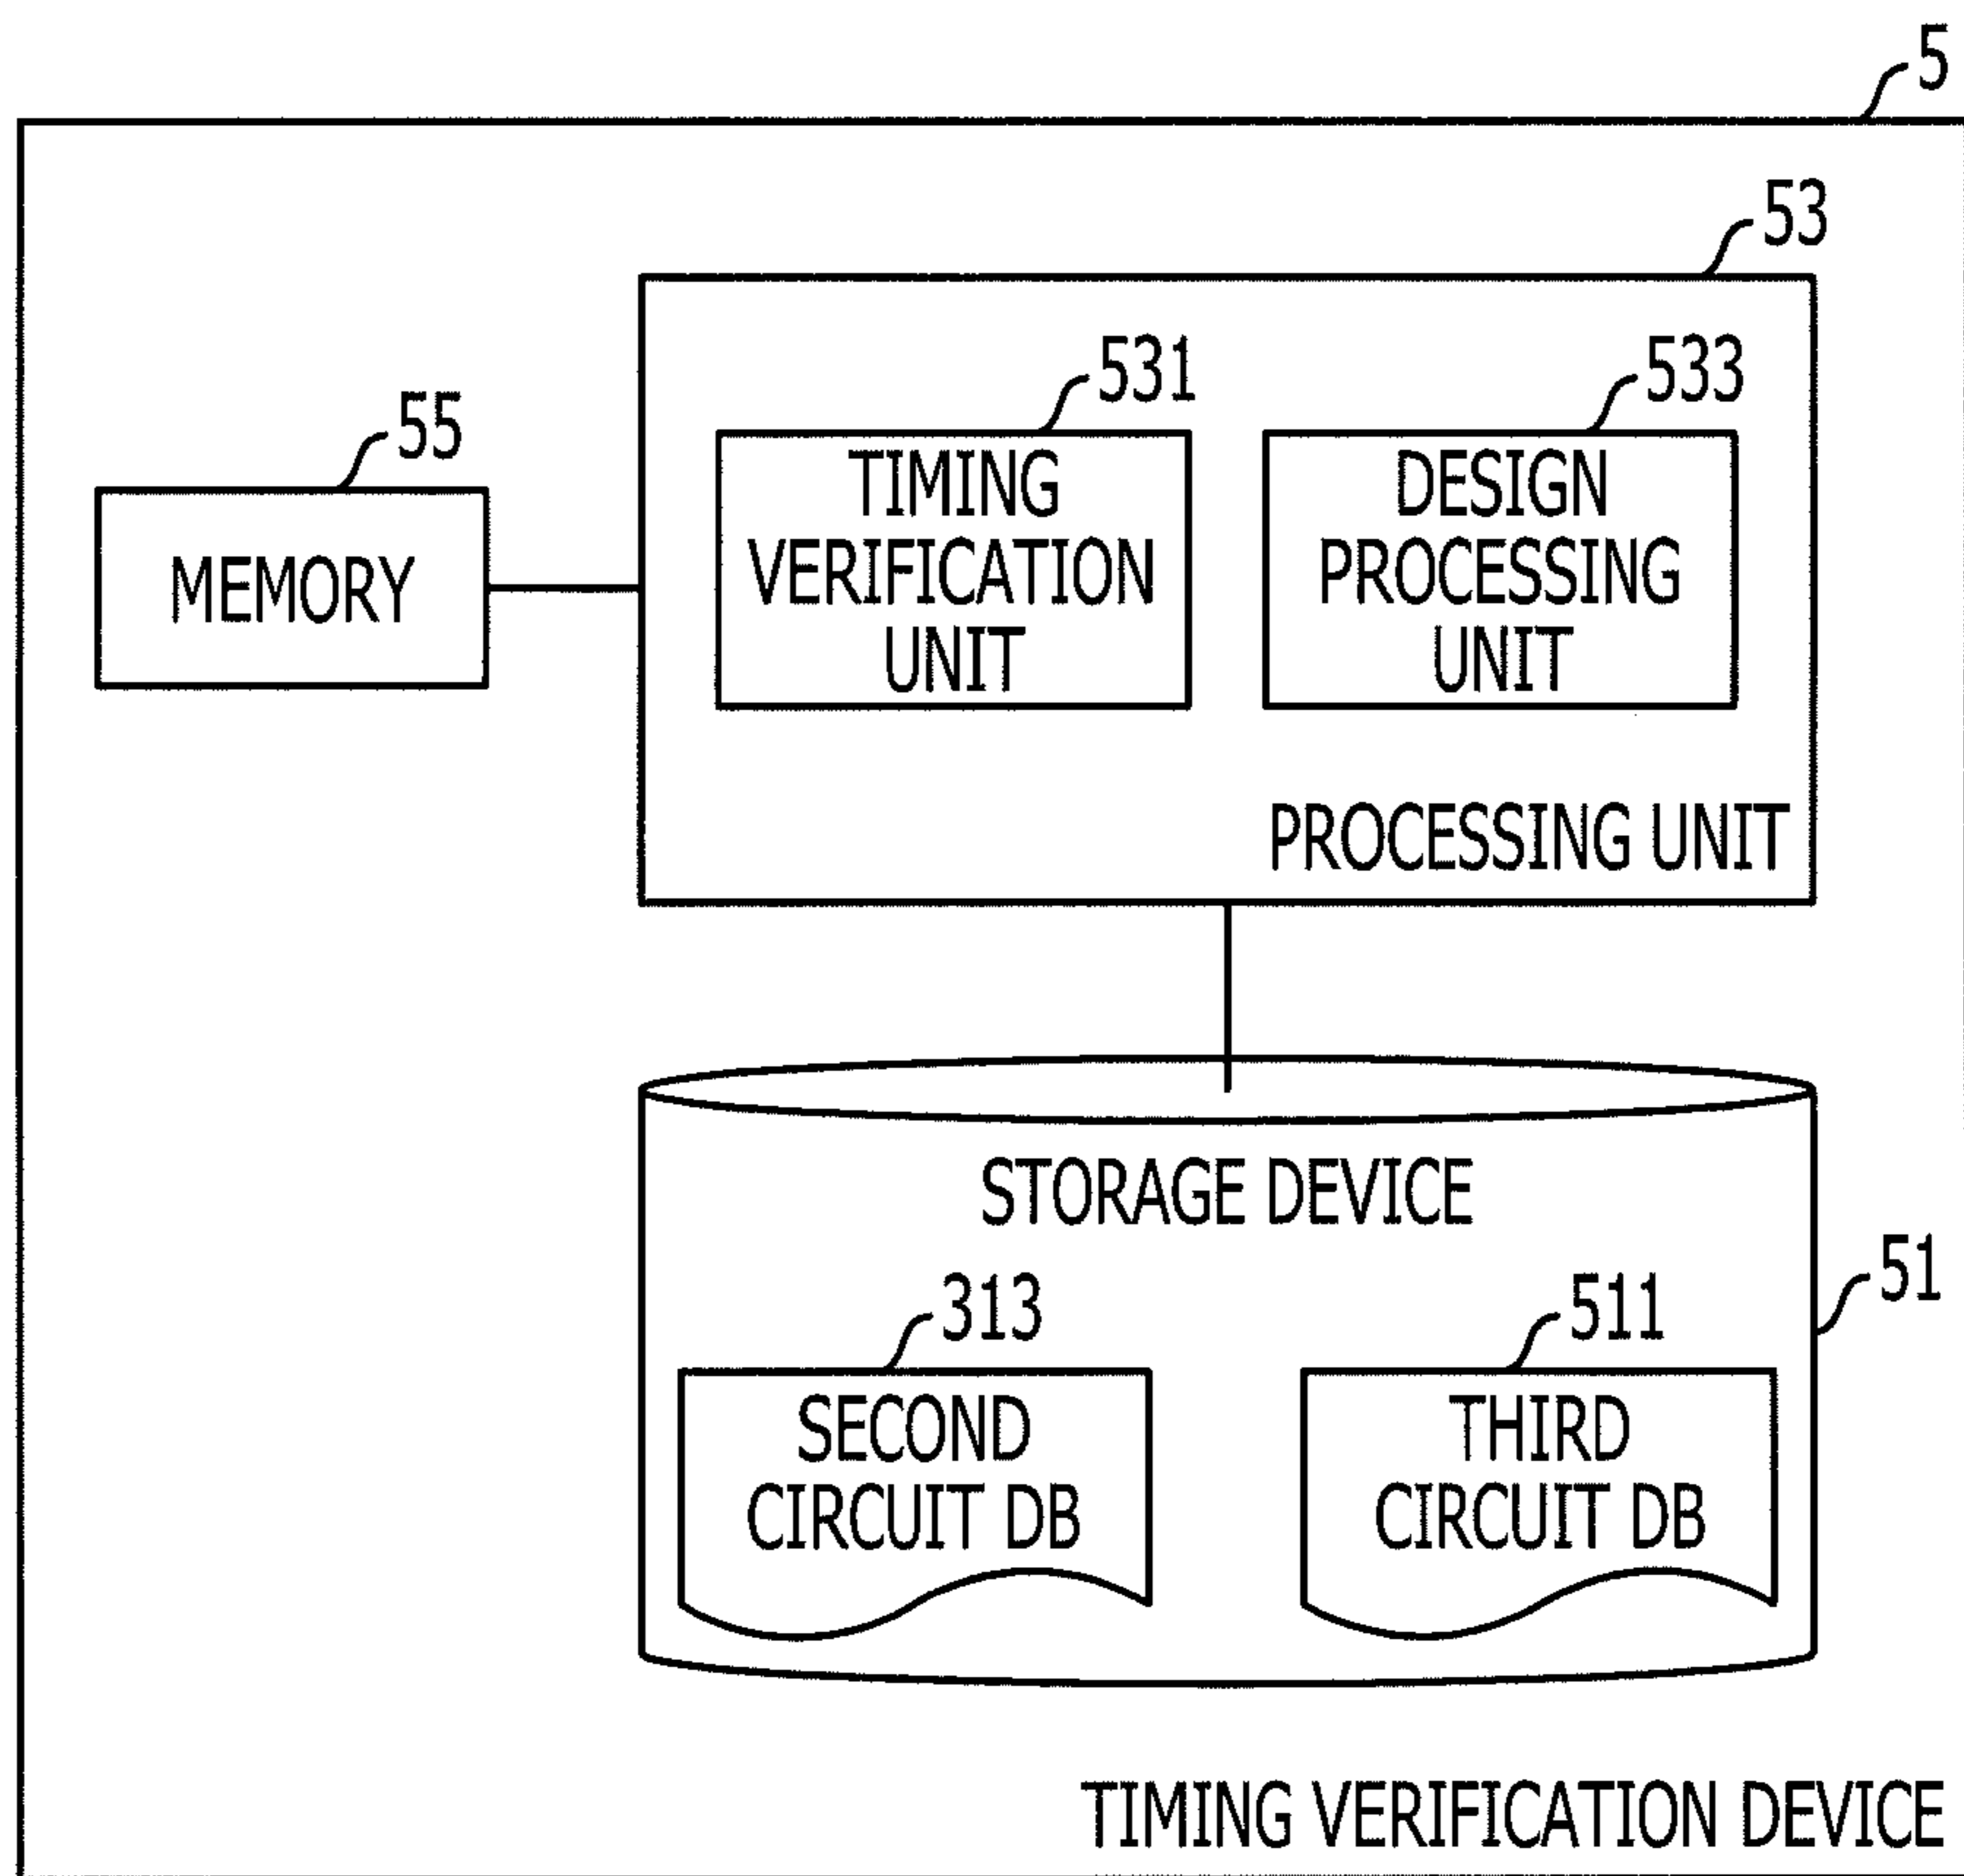 5
53
531
533
55
TIMING
VERIFICATION
UNIT
DESIGN
PROCESSING
UNIT
MEMORY
PROCESSING UNIT
STORAGE DEVICE
51
313
511
SECOND
CIRCUIT DB
THIRD
CIRCUIT DB
TIMING VERIFICATION DEVICE